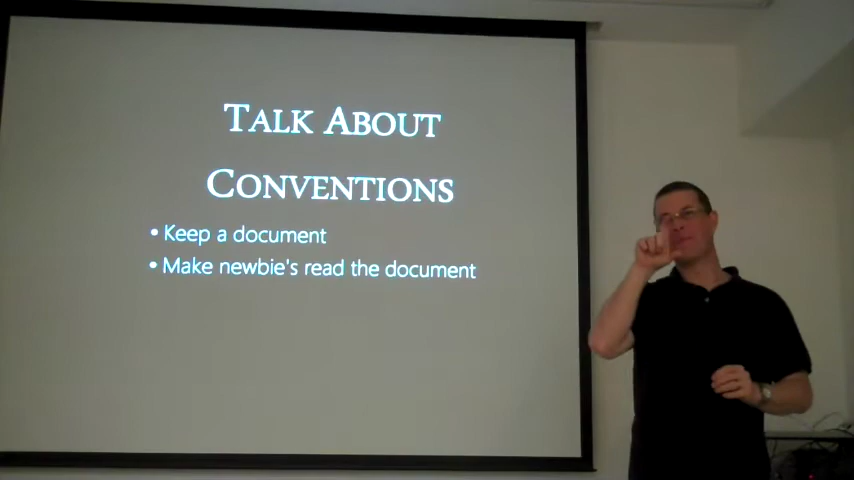 Talk About
Conventions
• Keep a document
• Make newbie's read the document